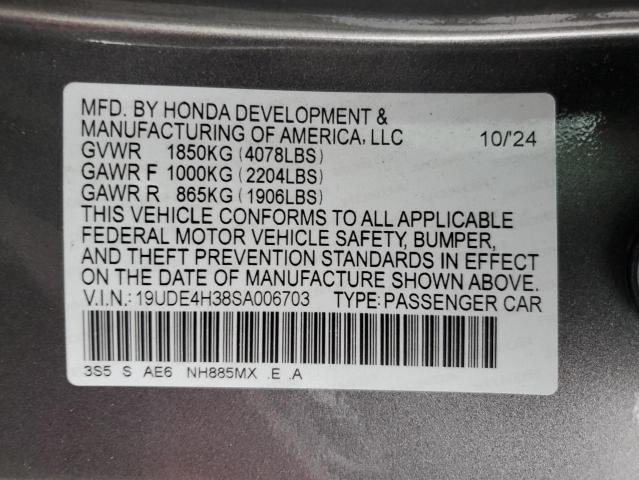 MFD. BY HONDA DEVELOPMENT &
MANUFACTURING OF AMERICA, LLC 10/'24
GVWR 1850KG (4078LBS)
GAWR F 1000KG (2204LBS)
GAWR R 865KG (1906LBS)
THIS VEHICLE CONFORMS TO ALL APPLICABLE
FEDERAL MOTOR VEHICLE SAFETY, BUMPER,
AND THEFT PREVENTION STANDARDS IN EFFECT
ON THE DATE OF MANUFACTURE SHOWN ABOVE.
V.I.N.: 19UDE4H38SA006703 TYPE: PASSENGER CAR
3S5 S AE6 NH885MX .E .A